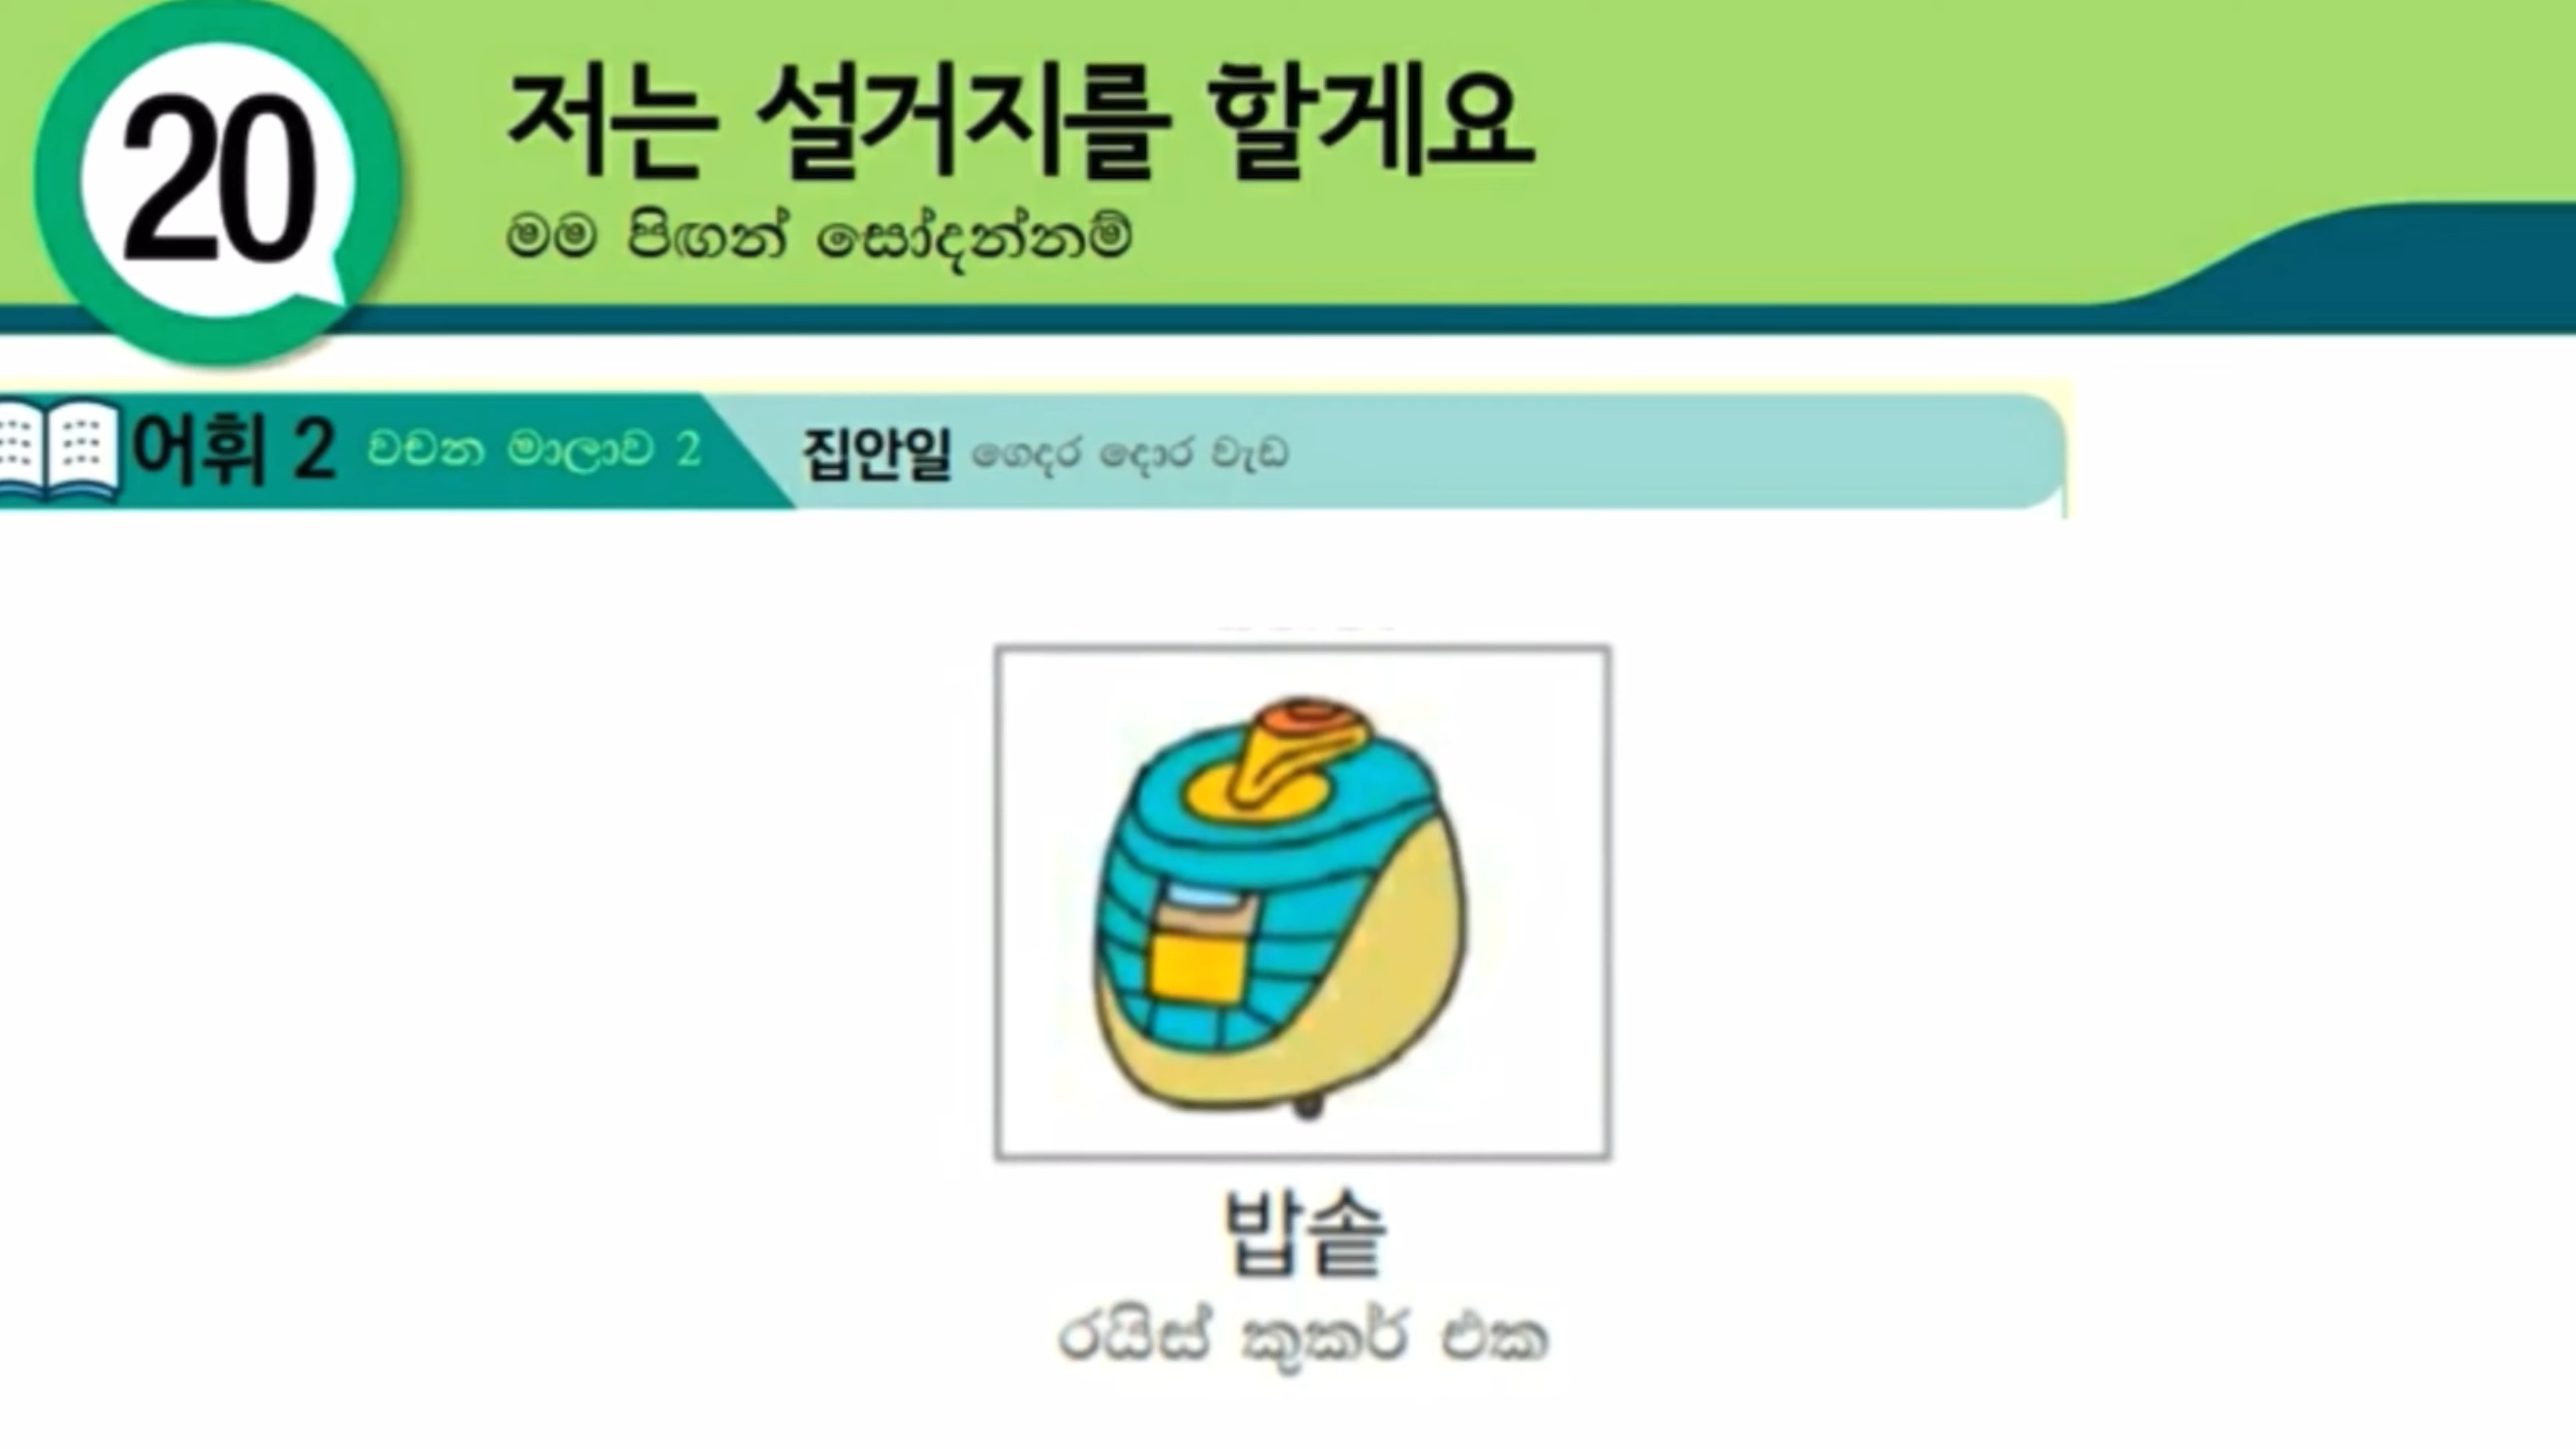 20
저는 설거지를 할게요
මම පිඟන් සෝදන්නම්
어휘 2 වචන මාලාව 2 집안일 ගෙදර දොර වැඩ
밥솥
රයිස් කුකර් එක